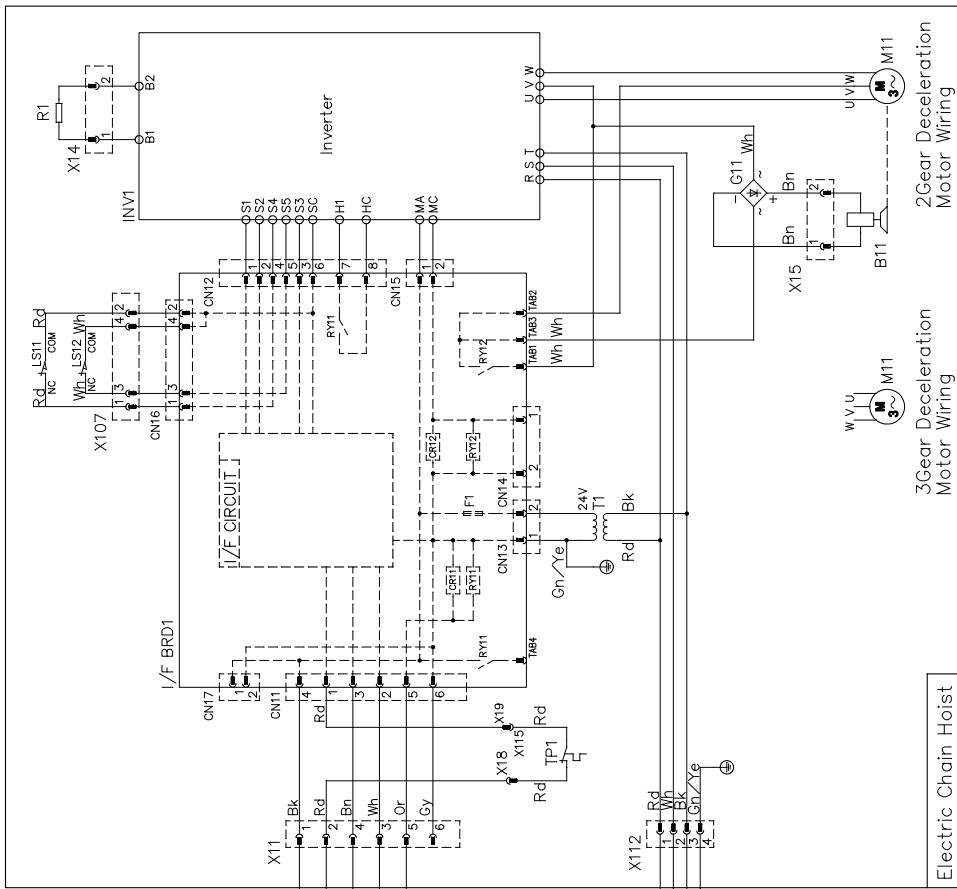 R1
X14
1
2
B1
B2
INV1
Inverter
S1
S2
S4
S5
S3
SC
H1
HC
MA
MC
R
S
T
U
V
W
LS11
NC
COM
Rd
Rd
LS12
NC
COM
Wh
Wh
X107
1
3
4
2
CN16
1
3
4
2
CN12
1
2
4
5
3
6
7
8
CN15
1
2
RY11
I/F BRD1
I/F CIRCUIT
CN17
1
2
CN11
4
1
3
2
5
6
RY11
TAB4
CR11
RY11
CN13
1
2
F1
CR12
RY12
CN14
2
1
RY12
TAB1
TAB3
TAB2
Wh
Wh
24V
T1
Gn/Ye
Rd
Bk
X11
1
2
4
3
5
6
Bk
Rd
Bn
Wh
Or
Gy
Rd
X19
X115
X18
Rd
Rd
TP1
X112
1
2
3
4
Rd
Wh
Bk
Gn/Ye
G11
Wh
~
~
-
+
Bn
Bn
X15
1
2
B11
U
V
W
M
3~
M11
2Gear Deceleration
Motor Wiring
W
V
U
M
3~
M11
3Gear Deceleration
Motor Wiring
Electric Chain Hoist